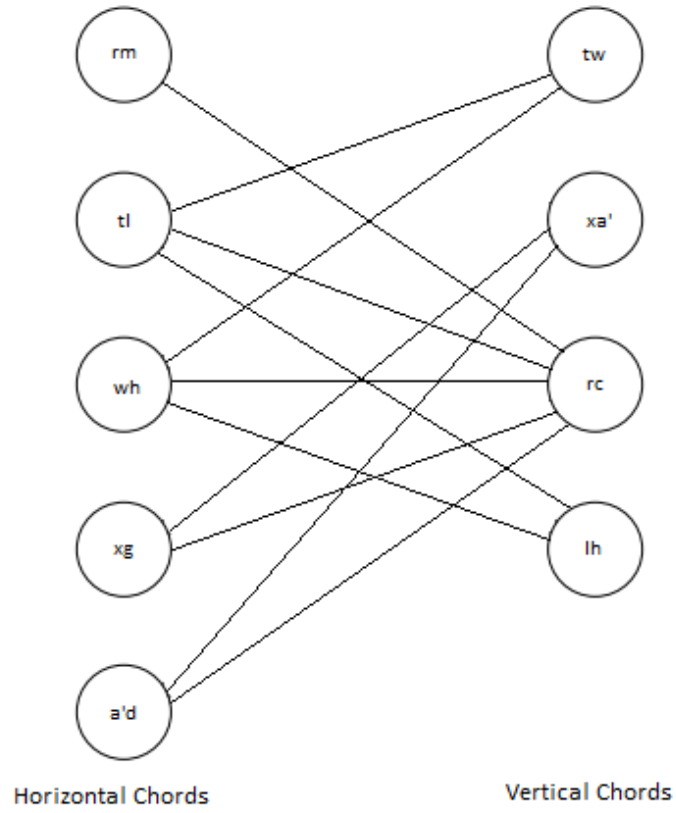 rm
tw
tl
xa'
wh
rc
xg
lh
a'd
Horizontal Chords
Vertical Chords